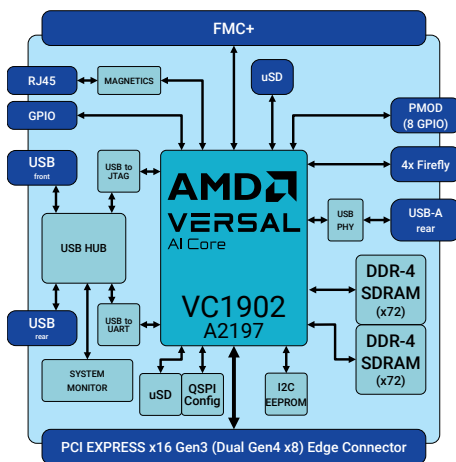 FMC+
RJ45
MAGNETICS
uSD
GPIO
PMOD
(8 GPIO)
USB
front
USB to
JTAG
AMD
VERSAL
AI Core
4x Firefly
USB
PHY
USB-A
rear
USB HUB
VC1902
A2197
DDR-4
SDRAM
(x72)
USB
rear
USB to
UART
DDR-4
SDRAM
(x72)
SYSTEM
MONITOR
uSD
QSPI
Config
I2C
EEPROM
PCI EXPRESS x16 Gen3 (Dual Gen4 x8) Edge Connector